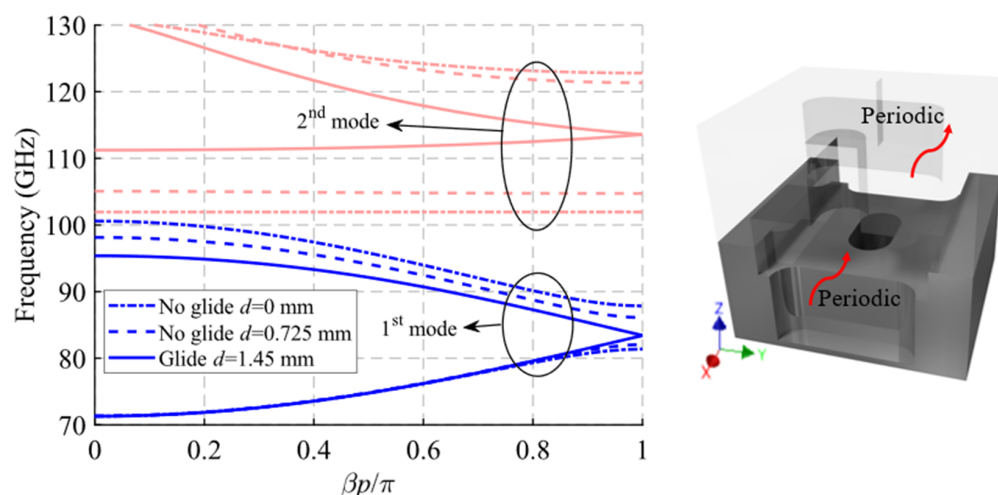 130
120
110
100
90
80
70
Frequency (GHz)
2nd mode
1st mode
No glide d=0 mm
No glide d=0.725 mm
Glide d=1.45 mm
0
0.2
0.4
0.6
0.8
1
βp/π
Periodic
Periodic
Z
Y
X